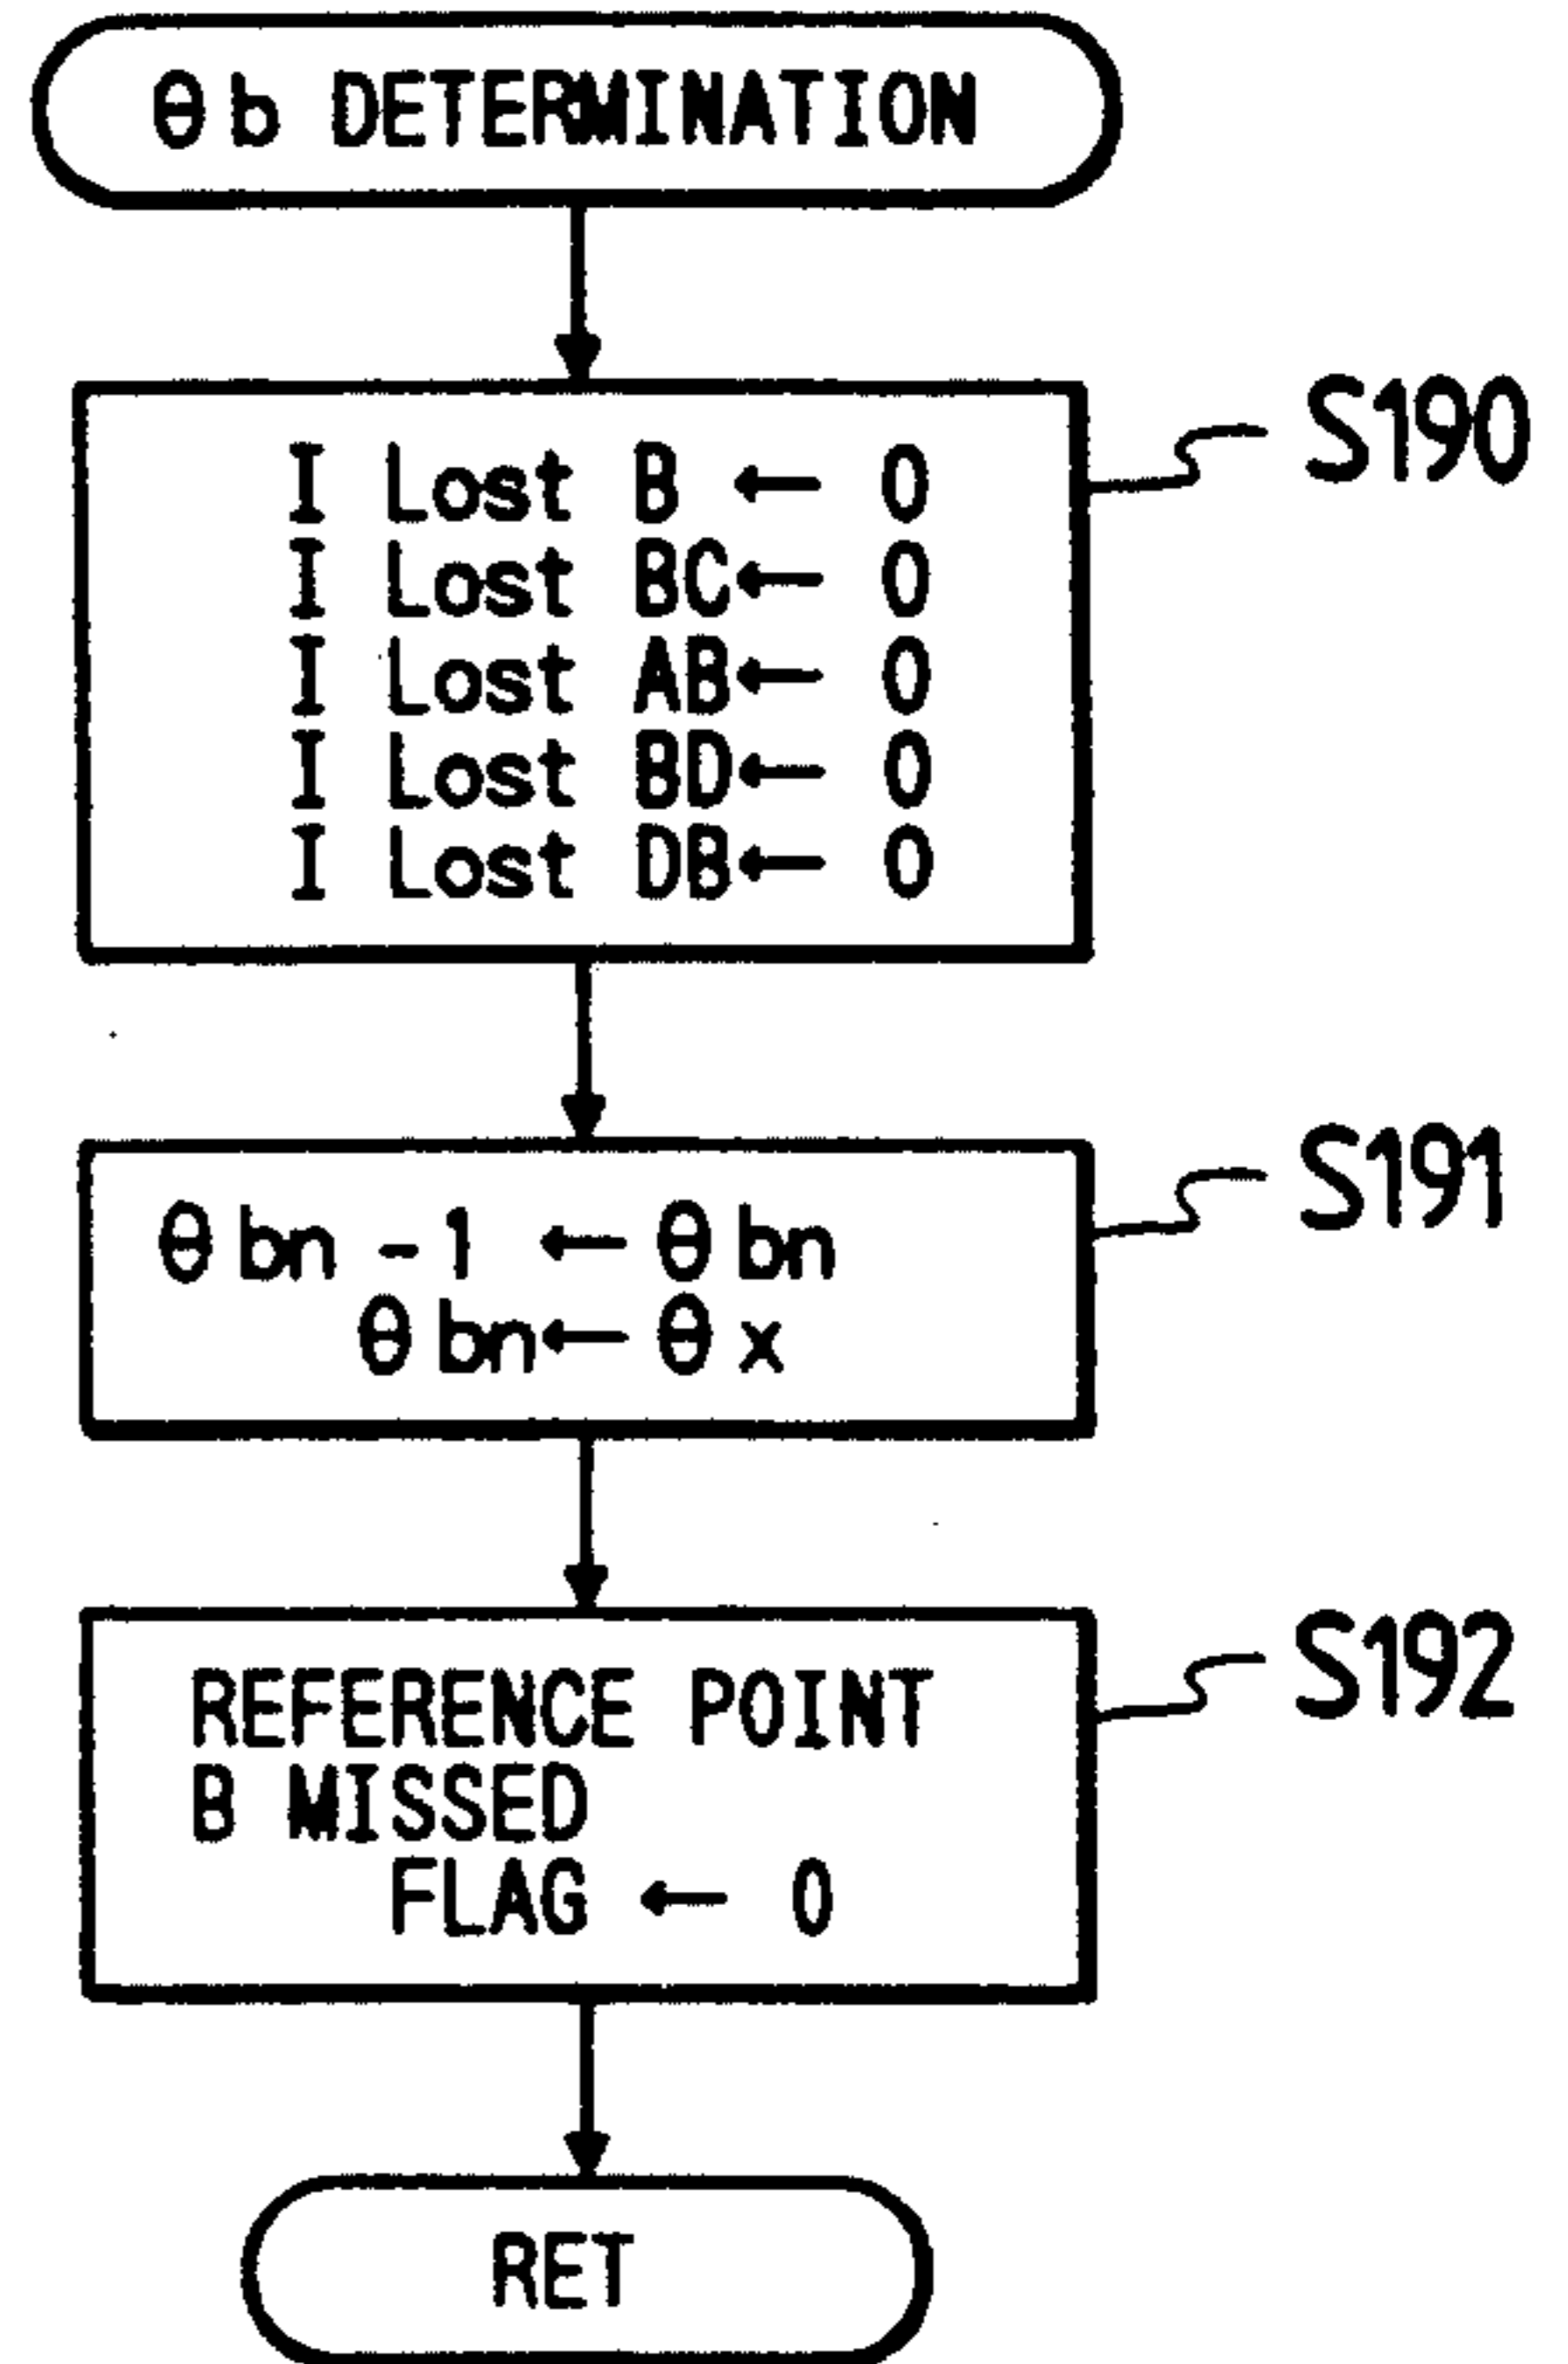 θb DETERMINATION
S190
I Lost B ← 0
I Lost BC ← 0
I Lost AB ← 0
I Lost BD ← 0
I Lost DB ← 0
S191
θbn-1 ← θbn
θbn ← θx
S192
REFERENCE POINT
B MISSED
FLAG ← 0
RET